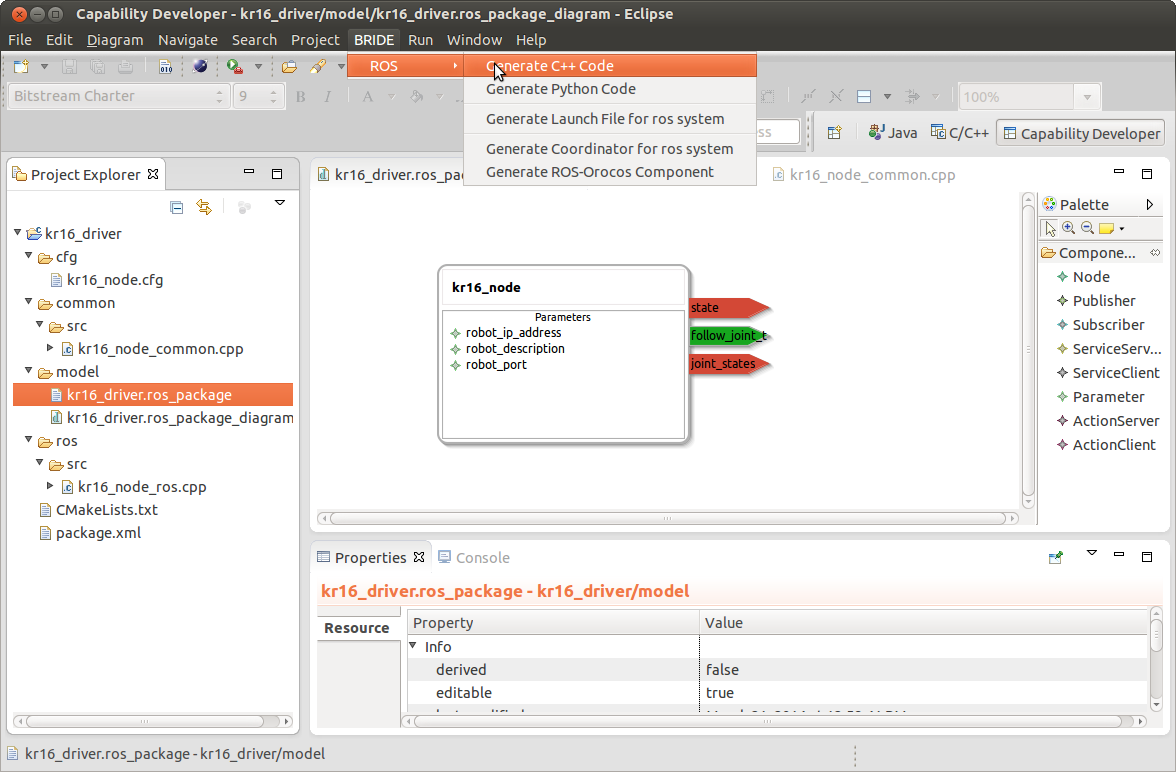 Capability Developer - kr16_driver/model/kr16_driver.ros_package_diagram - Eclipse
File Edit Diagram Navigate Search Project BRIDE Run Window Help
ROS
Generate C++ Code
Generate Python Code
Generate Launch File for ros system
Generate Coordinator for ros system
Generate ROS-Orocos Component
010
Bitstream Charter 9 B I A 100%
ss Java C/C++ Capability Developer
Project Explorer
kr16_driver
cfg
kr16_node.cfg
common
src
kr16_node_common.cpp
model
kr16_driver.ros_package
kr16_driver.ros_package_diagram
ros
src
kr16_node_ros.cpp
CMakeLists.txt
package.xml
kr16_driver.ros_pa
kr16_node_common.cpp
kr16_node
Parameters
robot_ip_address
robot_description
robot_port
state
follow_joint_t
joint_states
Palette
Compone...
Node
Publisher
Subscriber
ServiceServ...
ServiceClient
Parameter
ActionServer
ActionClient
Properties Console
kr16_driver.ros_package - kr16_driver/model
Resource
Property Value
Info
derived false
editable true
kr16_driver.ros_package - kr16_driver/model